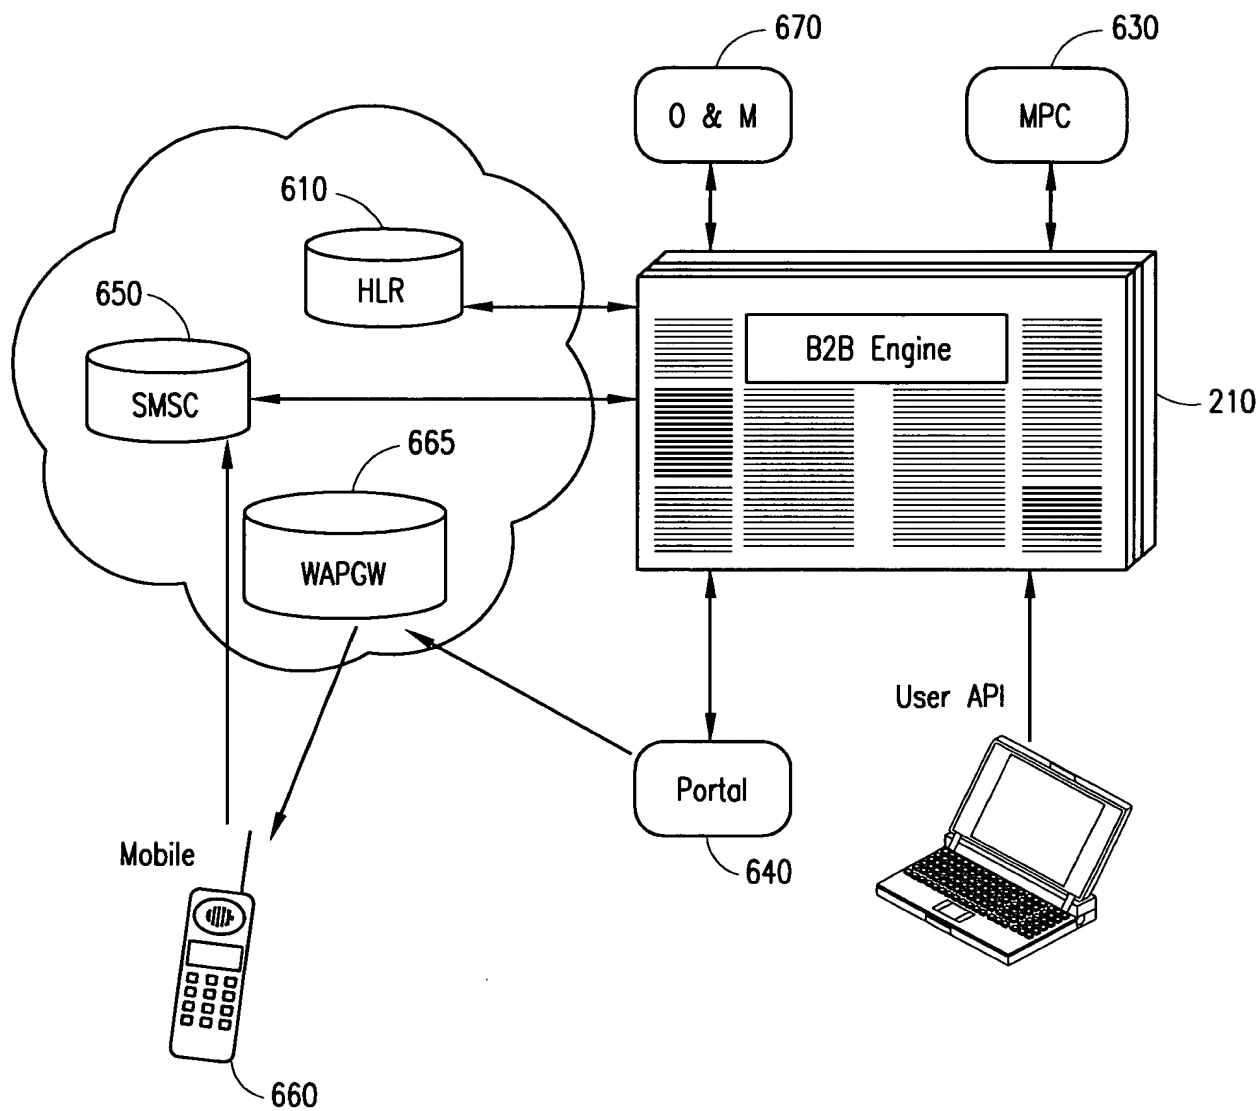 670
630
O & M
MPC
610
HLR
650
SMSC
B2B Engine
210
665
WAPGW
User API
Portal
640
Mobile
660